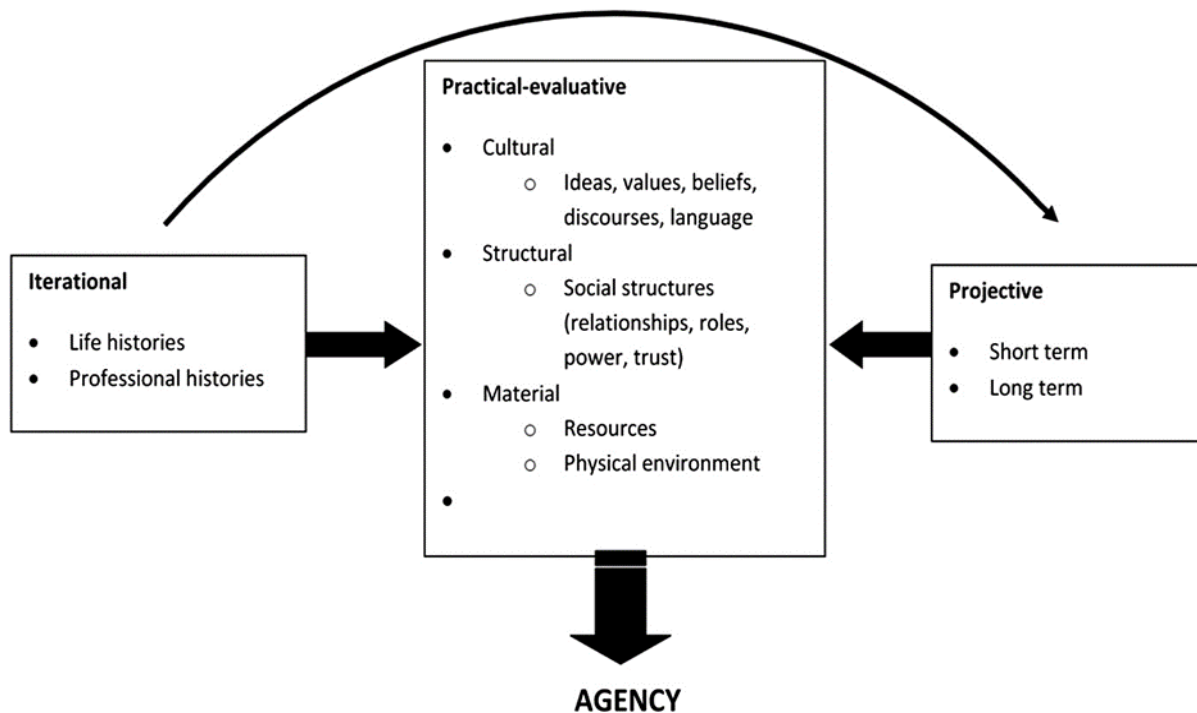 Practical-evaluative
• Cultural
o Ideas, values, beliefs,
discourses, language
• Structural
o Social structures
(relationships, roles,
power, trust)
• Material
o Resources
o Physical environment
•
Iterational
• Life histories
• Professional histories
Projective
• Short term
• Long term
AGENCY